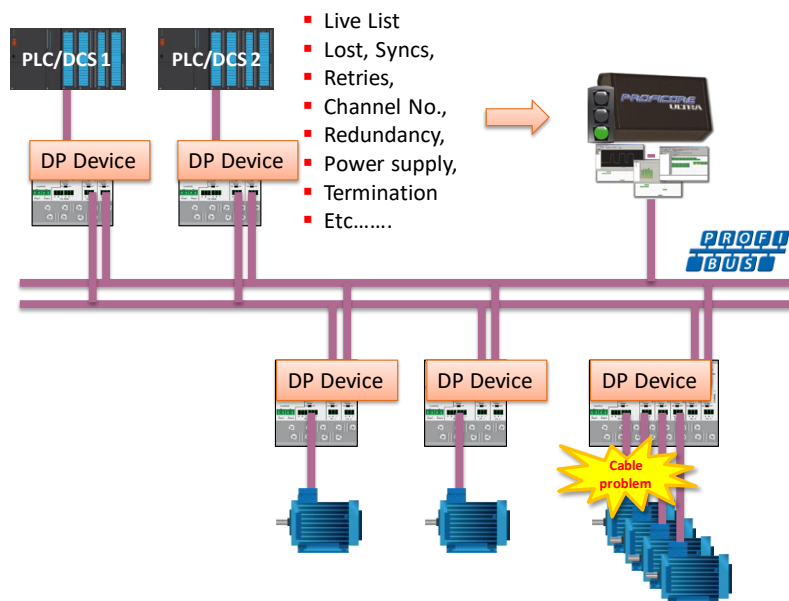 PLC/DCS 1
PLC/DCS 2
Live List
Lost, Syncs,
Retries,
Channel No.,
Redundancy,
Power supply,
Termination
Etc…….
PROFICORE
ULTRA
DP Device
DP Device
PROFI
BUS
DP Device
DP Device
DP Device
Cable
problem